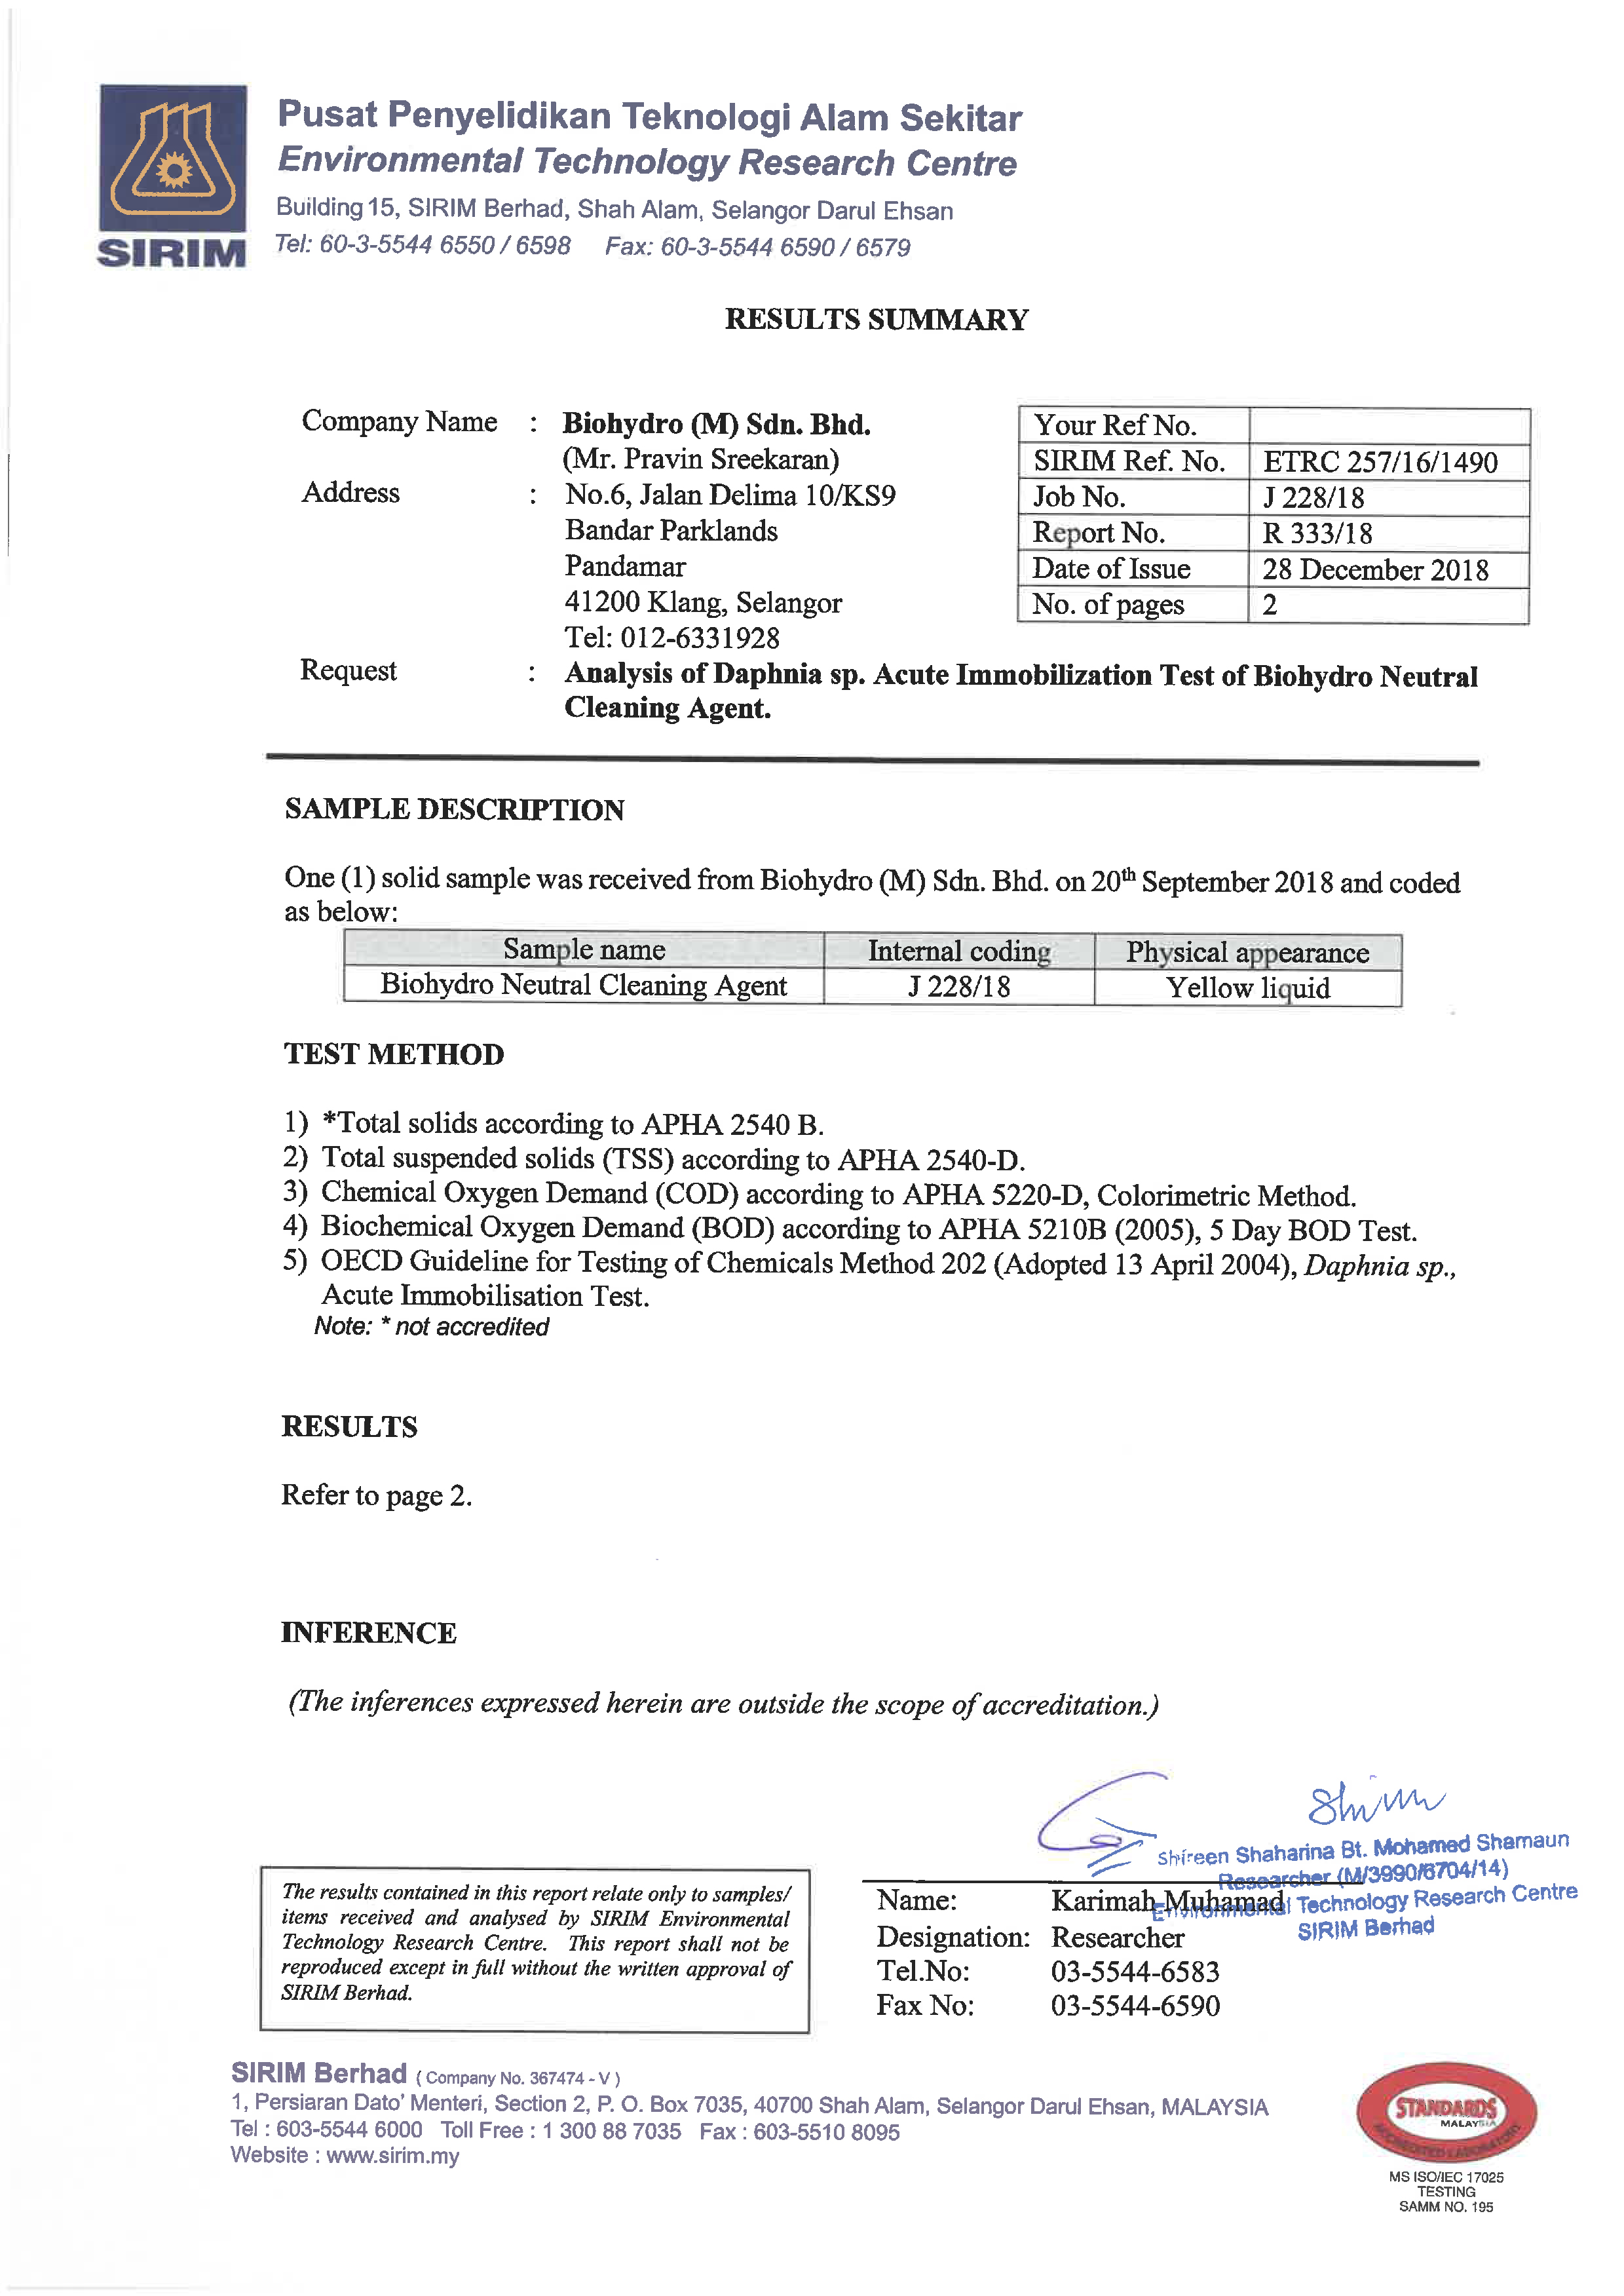 SIRIM
Pusat Penyelidikan Teknologi Alam Sekitar
Environmental Technology Research Centre
Building 15, SIRIM Berhad, Shah Alam, Selangor Darul Ehsan
Tel: 60-3-5544 6550 / 6598 Fax: 60-3-5544 6590 / 6579
RESULTS SUMMARY
Company Name : Biohydro (M) Sdn. Bhd.
(Mr. Pravin Sreekaran)
Address : No.6, Jalan Delima 10/KS9
Bandar Parklands
Pandamar
41200 Klang, Selangor
Tel: 012-6331928
Your Ref No.
SIRIM Ref. No. ETRC 257/16/1490
Job No. J 228/18
Report No. R 333/18
Date of Issue 28 December 2018
No. of pages 2
Request : Analysis of Daphnia sp. Acute Immobilization Test of Biohydro Neutral
Cleaning Agent.
SAMPLE DESCRIPTION
One (1) solid sample was received from Biohydro (M) Sdn. Bhd. on 20th September 2018 and coded
as below:
Sample name Internal coding Physical appearance
Biohydro Neutral Cleaning Agent J 228/18 Yellow liquid
TEST METHOD
1) *Total solids according to APHA 2540 B.
2) Total suspended solids (TSS) according to APHA 2540-D.
3) Chemical Oxygen Demand (COD) according to APHA 5220-D, Colorimetric Method.
4) Biochemical Oxygen Demand (BOD) according to APHA 5210B (2005), 5 Day BOD Test.
5) OECD Guideline for Testing of Chemicals Method 202 (Adopted 13 April 2004), Daphnia sp.,
Acute Immobilisation Test.
Note: * not accredited
RESULTS
Refer to page 2.
INFERENCE
(The inferences expressed herein are outside the scope of accreditation.)
Shireen Shaharina Bt. Mohamed Shamaun
Researcher (M/3990/6704/14)
Environmental Technology Research Centre
SIRIM Berhad
The results contained in this report relate only to samples/
items received and analysed by SIRIM Environmental
Technology Research Centre. This report shall not be
reproduced except in full without the written approval of
SIRIM Berhad.
Name: Karimah Muhamad
Designation: Researcher
Tel.No: 03-5544-6583
Fax No: 03-5544-6590
SIRIM Berhad ( Company No. 367474 - V )
1, Persiaran Dato' Menteri, Section 2, P. O. Box 7035, 40700 Shah Alam, Selangor Darul Ehsan, MALAYSIA
Tel : 603-5544 6000 Toll Free : 1 300 88 7035 Fax : 603-5510 8095
Website : www.sirim.my
STANDARDS
MALAYSIA
ACCREDITED LABORATORY
MS ISO/IEC 17025
TESTING
SAMM NO. 195